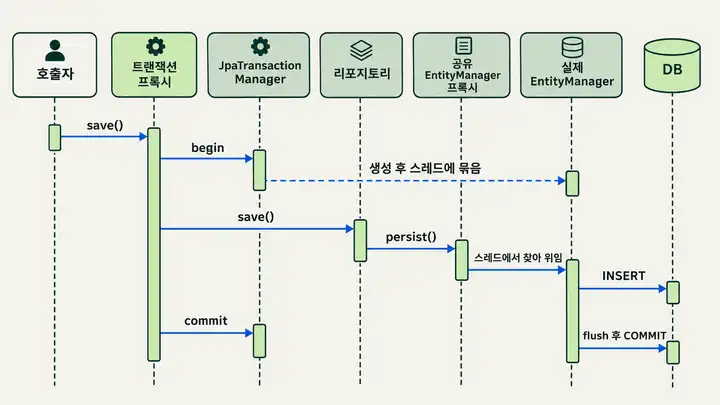 호출자
트랜잭션
프록시
JpaTransaction
Manager
리포지토리
공유
EntityManager
프록시
실제
EntityManager
DB
save()
begin
생성 후 스레드에 묶음
save()
persist()
스레드에서 찾아 위임
INSERT
commit
flush 후 COMMIT